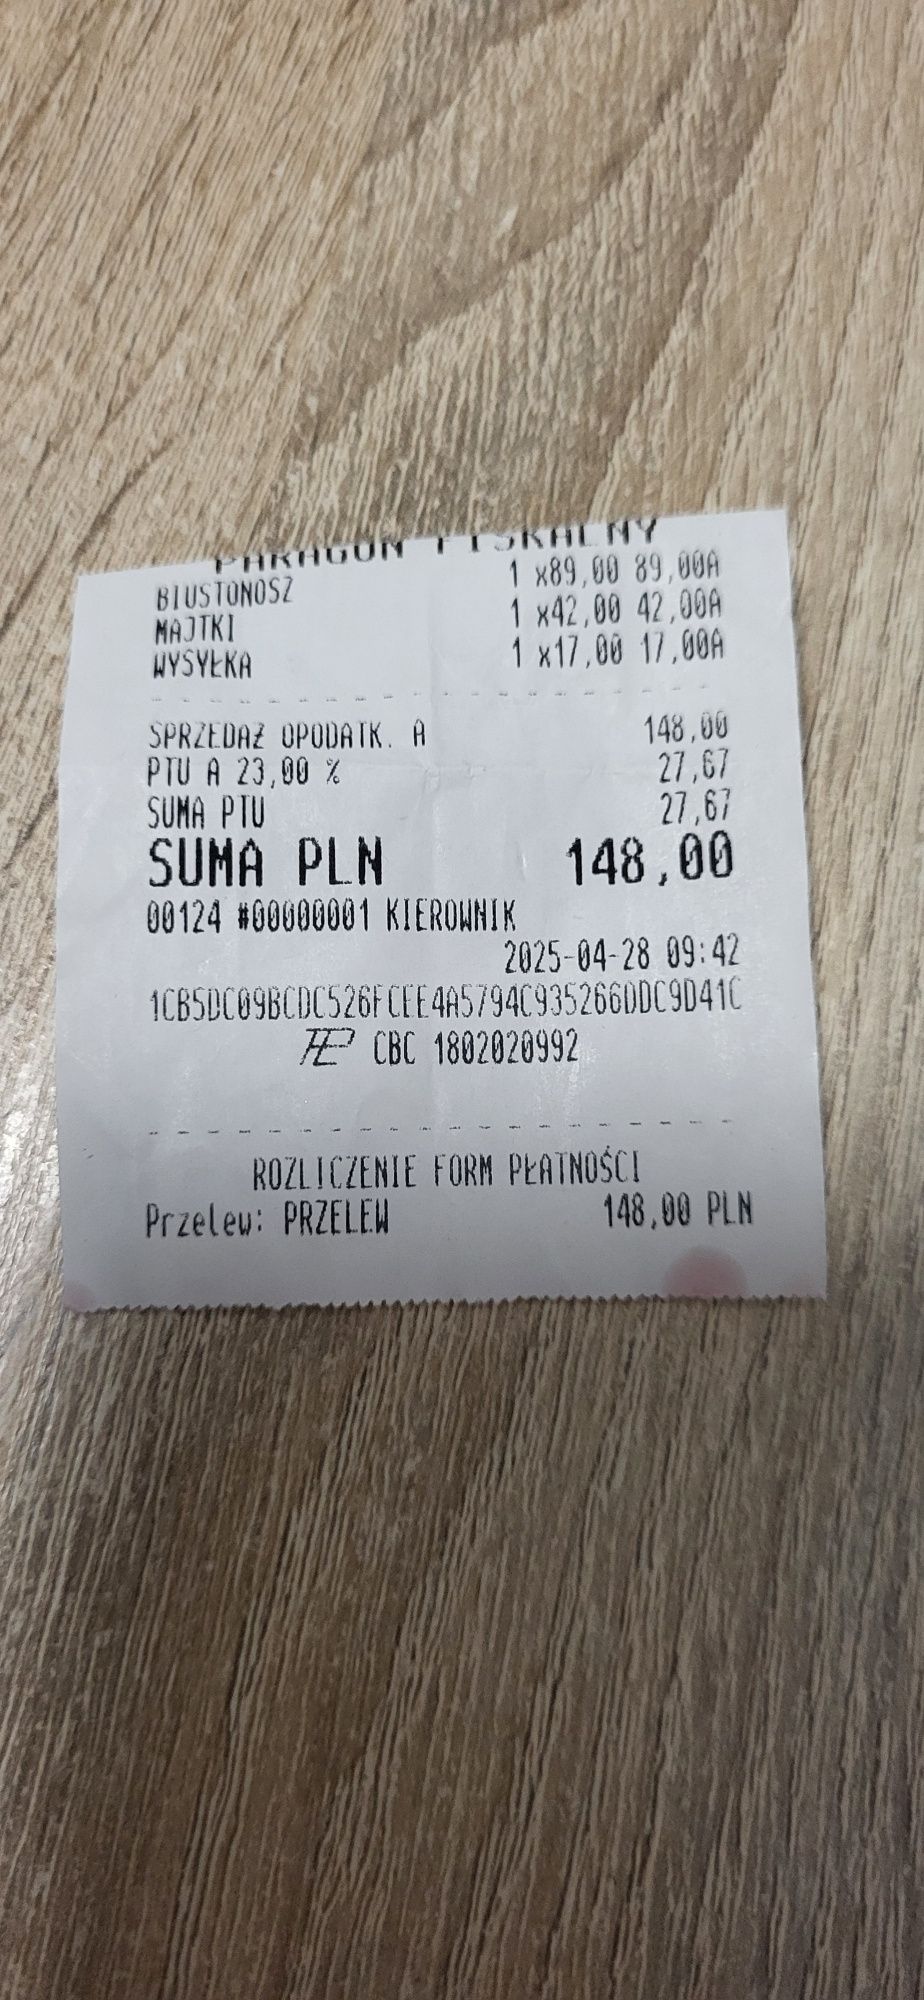 PARAGON FISKALNY
BIUSTONOSZ 1 x89,00 89,00A
MAJTKI 1 x42,00 42,00A
WYSYŁKA 1 x17,00 17,00A
SPRZEDAŻ OPODATK. A 148,00
PTU A 23,00 % 27,67
SUMA PTU 27,67
SUMA PLN 148,00
00124 #00000001 KIEROWNIK
2025-04-28 09:42
1CB5DC09BCDC526FCEE4A5794C935266DDC9D41C
CBC 1802020992
ROZLICZENIE FORM PŁATNOŚCI
Przelew: PRZELEW 148,00 PLN